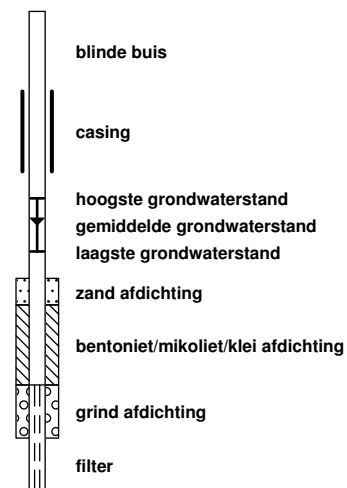 blinde buis
casing
hoogste grondwaterstand
gemiddelde grondwaterstand
laagste grondwaterstand
zand afdichting
bentoniet/mikoliet/klei afdichting
grind afdichting
filter